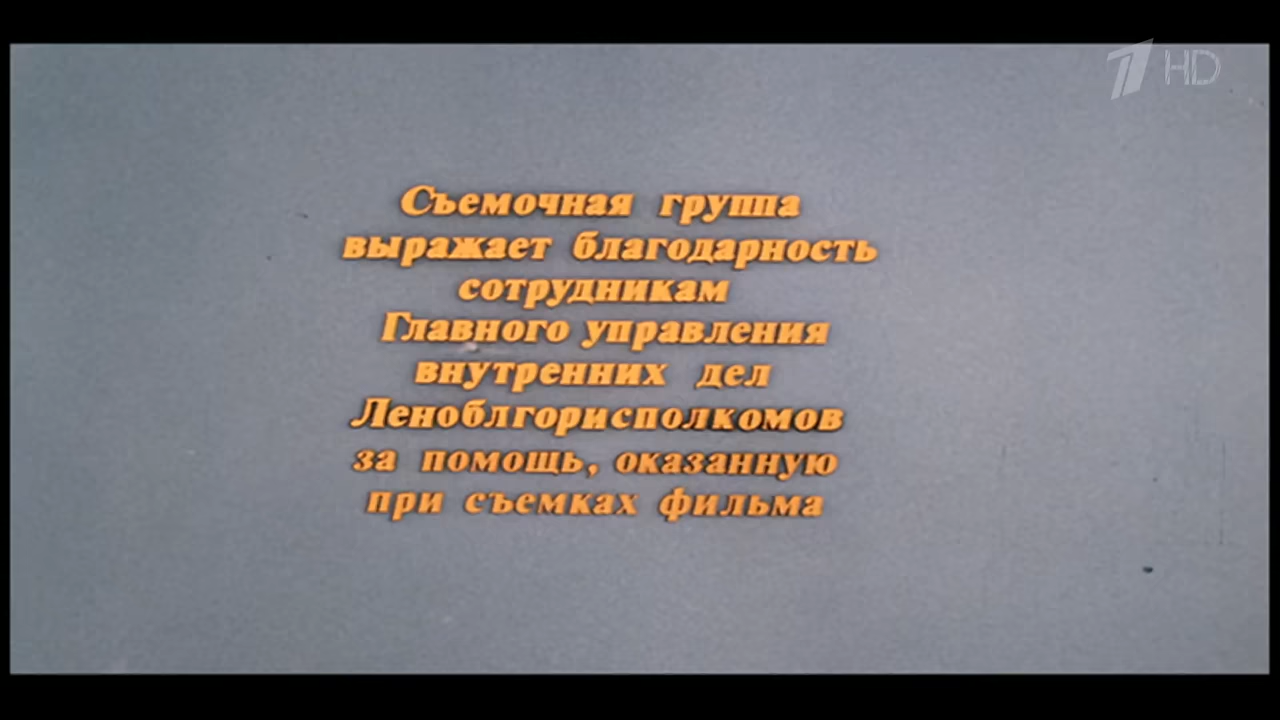 1 HD
Съемочная группа
выражает благодарность
сотрудникам
Главного управления
внутренних дел
Леноблгорисполкомов
за помощь, оказанную
при съемках фильма